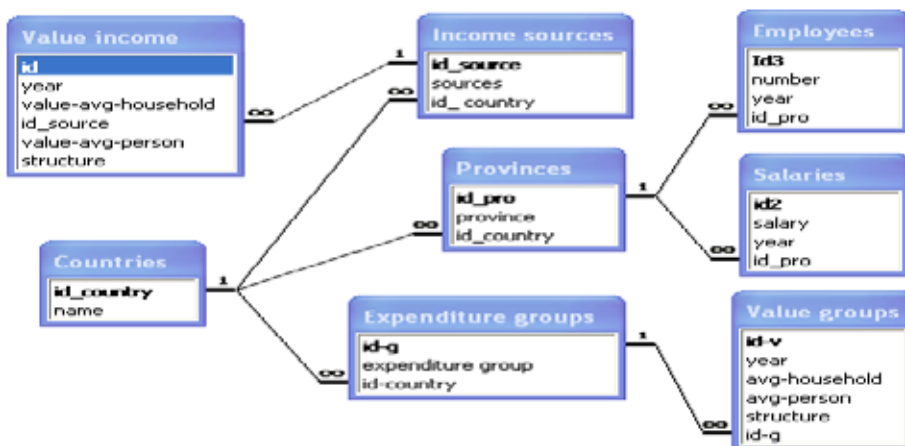 Value income
id
year
value-avg-household
id_source
value-avg-person
structure
Income sources
id_source
sources
id_ country
Employees
Id3
number
year
id_pro
Provinces
id_pro
province
id_country
Salaries
id2
salary
year
id_pro
Countries
id_country
name
Expenditure groups
id-g
expenditure group
id-country
Value groups
id-v
year
avg-household
avg-person
structure
id-g
1
∞
∞
1
∞
∞
∞
1
∞
1
∞